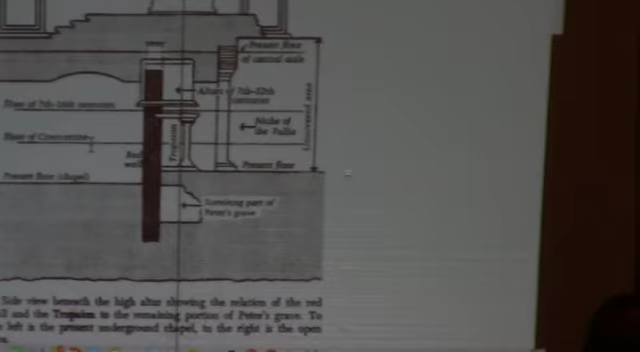 Present floor
of central aisle
Altars of 7th-12th
centuries
Floor of 7th-16th centuries
Niche of
the Pallia
Floor of Constantine
Red
wall
Tropaion
Present floor
Present floor (chapel)
Surviving part of
Peter's grave
Side view beneath the high altar showing the relation of the red
and the Tropaion to the remaining portion of Peter's grave. To
left is the present underground chapel, to the right is the open